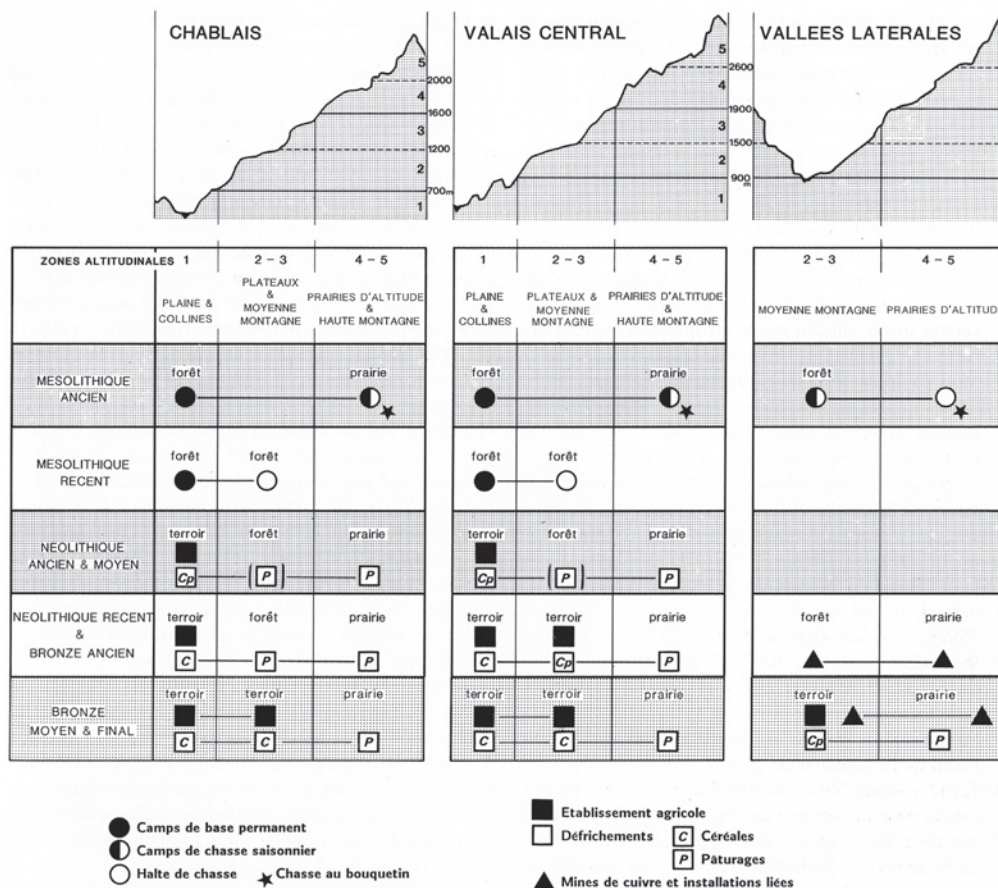 CHABLAIS
5
2000
4
1600
3
1200
2
700m
1
VALAIS CENTRAL
5
4
3
2
1
VALLEES LATERALES
5
2600
4
1900
3
1500
2
900
m
1
ZONES ALTITUDINALES 1 2 – 3 4 – 5
PLAINE &
COLLINES
PLATEAUX
&
MOYENNE
MONTAGNE
PRAIRIES D'ALTITUDE
&
HAUTE MONTAGNE
1 2 – 3 4 – 5
PLAINE
&
COLLINES
PLATEAUX &
MOYENNE
MONTAGNE
PRAIRIES D'ALTITUDE
&
HAUTE MONTAGNE
2 – 3 4 – 5
MOYENNE MONTAGNE PRAIRIES D'ALTITUD
MESOLITHIQUE
ANCIEN
forêt prairie
forêt prairie
forêt
MESOLITHIQUE
RECENT
forêt forêt
forêt forêt
NEOLITHIQUE
ANCIEN & MOYEN
terroir forêt prairie
Cp (P) P
terroir forêt prairie
Cp (P) P
NEOLITHIQUE RECENT
&
BRONZE ANCIEN
terroir forêt prairie
C P P
terroir terroir prairie
C Cp P
forêt prairie
BRONZE
MOYEN & FINAL
terroir terroir prairie
C C P
terroir terroir prairie
C C P
terroir prairie
Cp P
Camps de base permanent
Camps de chasse saisonnier
Halte de chasse Chasse au bouquetin
Etablissement agricole
Défrichements C Céréales
P Paturages
Mines de cuivre et installations liées